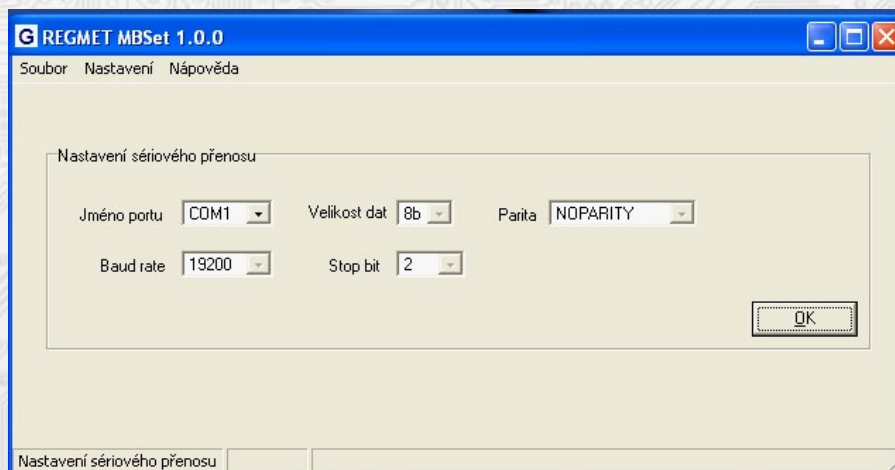 G REGMET MBSet 1.0.0
Soubor Nastavení Nápověda
Nastavení sériového přenosu
Jméno portu COM1 Velikost dat 8b Parita NOPARITY
Baud rate 19200 Stop bit 2
OK
Nastavení sériového přenosu